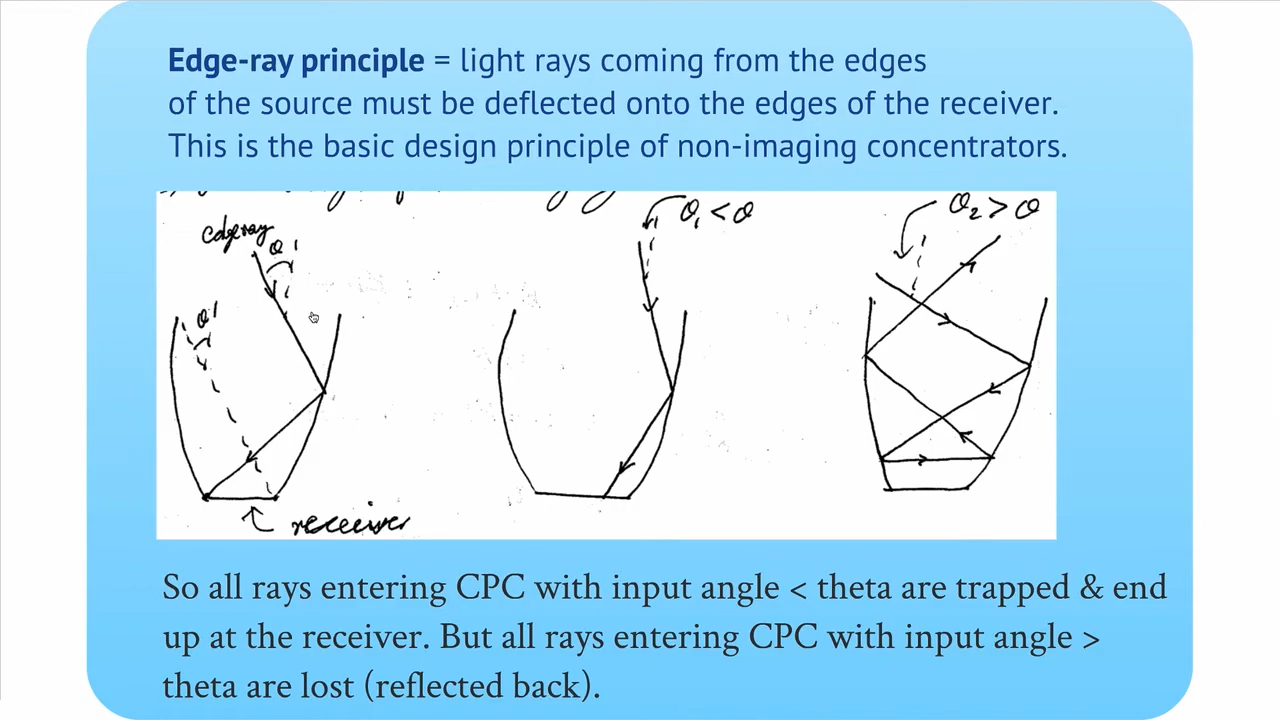 Edge-ray principle = light rays coming from the edges
of the source must be deflected onto the edges of the receiver.
This is the basic design principle of non-imaging concentrators.
Edge ray
θ
θ
θ₁ < θ
θ₂ > θ
receiver
So all rays entering CPC with input angle < theta are trapped & end
up at the receiver. But all rays entering CPC with input angle >
theta are lost (reflected back).